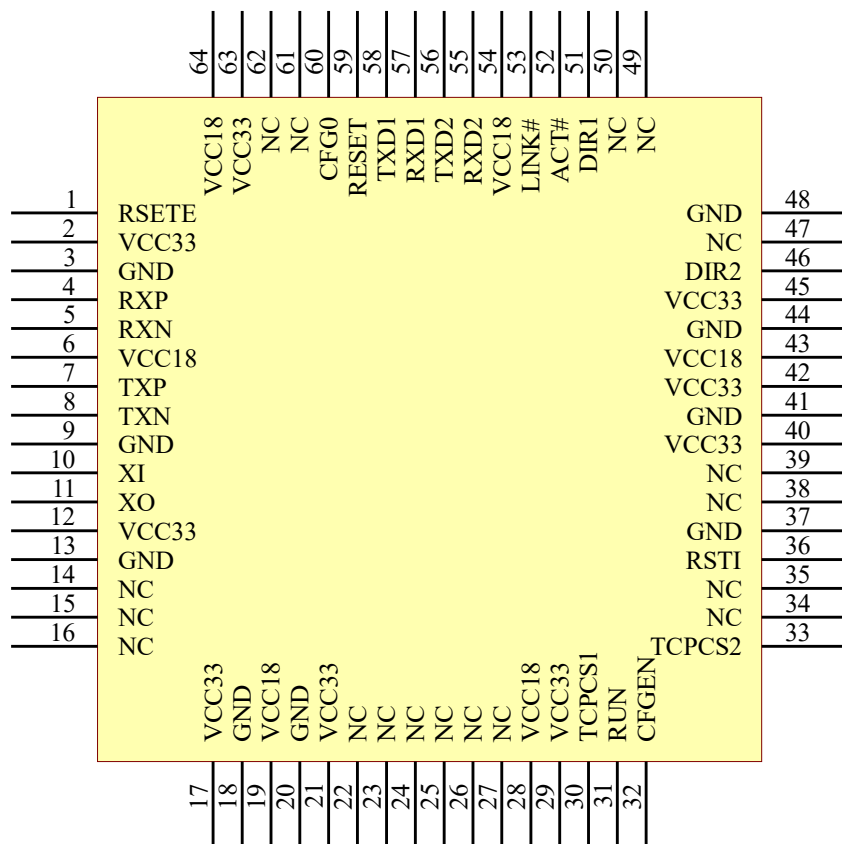 64 63 62 61 60 59 58 57 56 55 54 53 52 51 50 49
VCC18 VCC33 NC NC CFG0 RESET TXD1 RXD1 TXD2 RXD2 VCC18 LINK# ACT# DIR1 NC NC
1 RSETE GND 48
2 VCC33 NC 47
3 GND DIR2 46
4 RXP VCC33 45
5 RXN GND 44
6 VCC18 VCC18 43
7 TXP VCC33 42
8 TXN GND 41
9 GND VCC33 40
10 XI NC 39
11 XO NC 38
12 VCC33 GND 37
13 GND RSTI 36
14 NC NC 35
15 NC NC 34
16 NC TCPCS2 33
VCC33 GND VCC18 GND VCC33 NC NC NC NC NC NC VCC18 VCC33 TCPCS1 RUN CFGEN
17 18 19 20 21 22 23 24 25 26 27 28 29 30 31 32